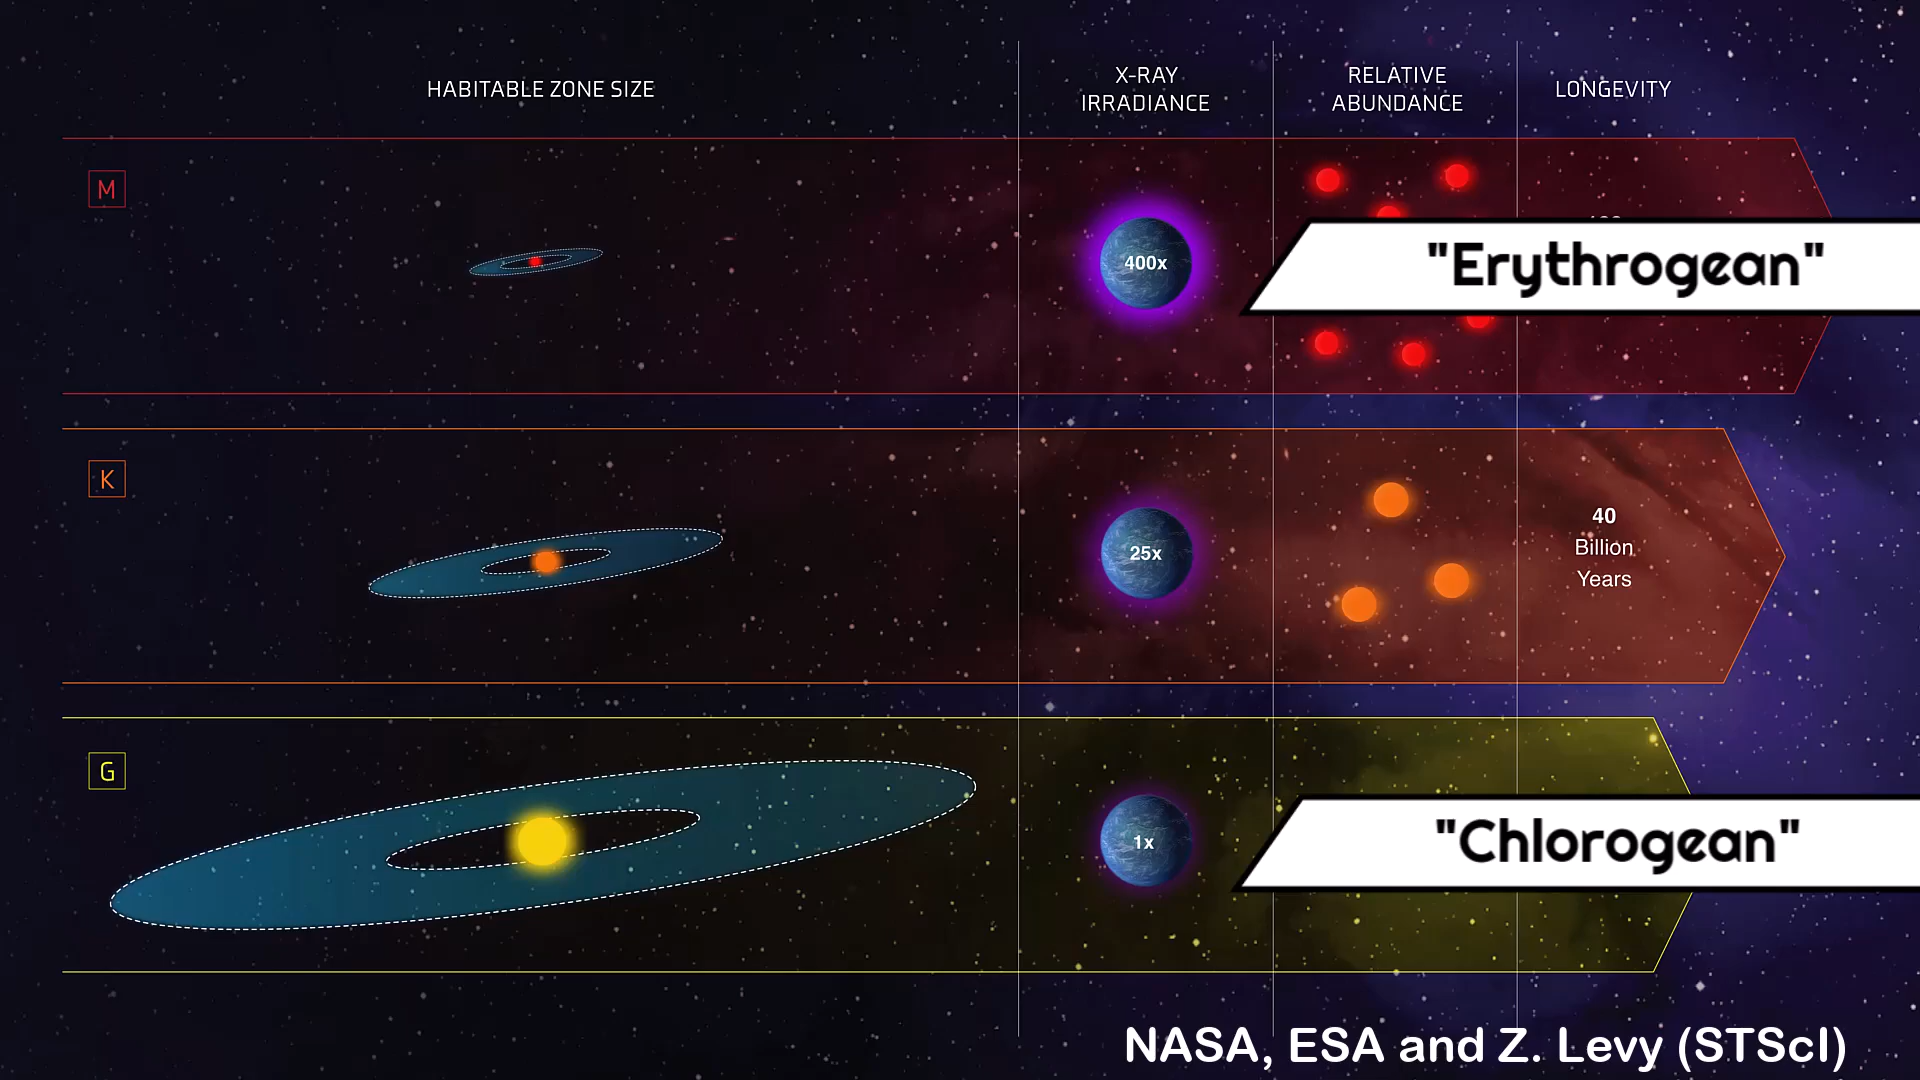 HABITABLE ZONE SIZE
X-RAY
IRRADIANCE
RELATIVE
ABUNDANCE
LONGEVITY
M
400x
"Erythrogean"
K
25x
40
Billion
Years
G
1x
"Chlorogean"
NASA, ESA and Z. Levy (STScI)